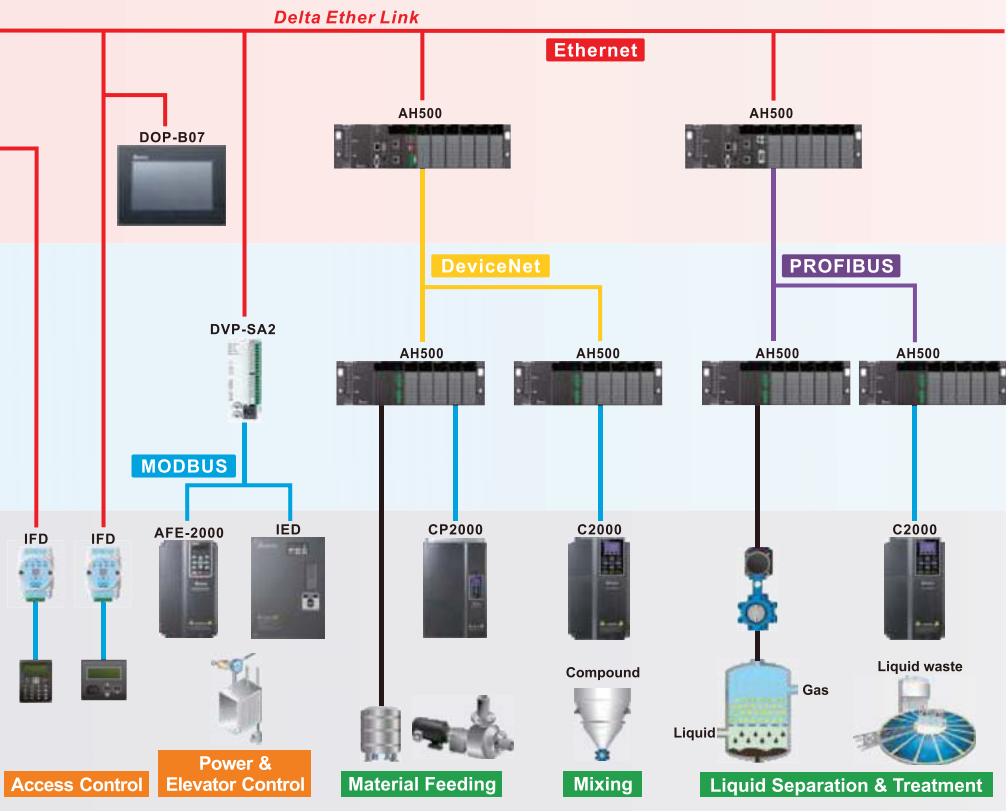 Delta Ether Link
Ethernet
AH500
AH500
DOP-B07
DeviceNet
PROFIBUS
DVP-SA2
AH500
AH500
AH500
AH500
MODBUS
IFD
IFD
AFE-2000
IED
CP2000
C2000
C2000
Compound
Liquid waste
Gas
Liquid
Access Control
Power &
Elevator Control
Material Feeding
Mixing
Liquid Separation & Treatment